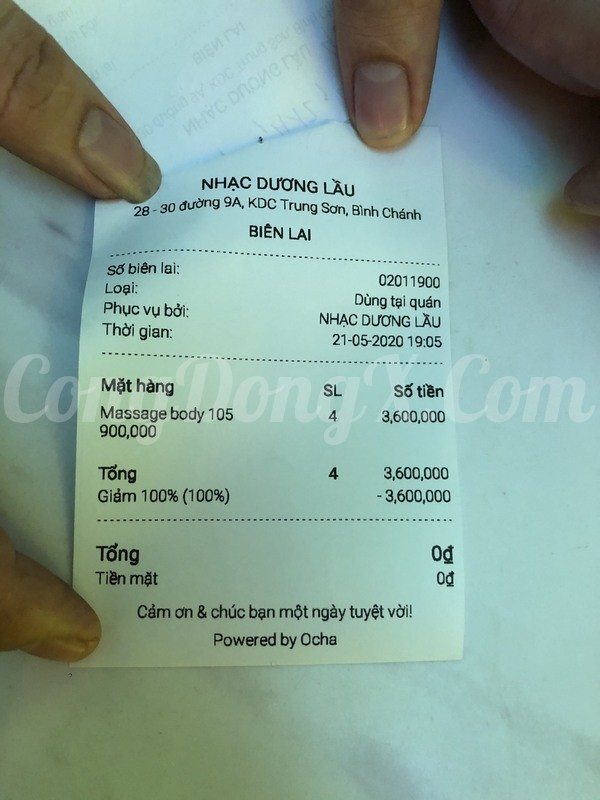 NHẠC DƯƠNG LẦU
28 - 30 đường 9A, KDC Trung Sơn, Bình Chánh
BIÊN LAI
Số biên lai: 02011900
Loại: Dùng tại quán
Phục vụ bởi: NHẠC DƯƠNG LẦU
Thời gian: 21-05-2020 19:05
CongDongX.Com
Mặt hàng SL Số tiền
Massage body 105 4 3,600,000
900,000
Tổng 4 3,600,000
Giảm 100% (100%) - 3,600,000
Tổng 0₫
Tiền mặt 0₫
Cảm ơn & chúc bạn một ngày tuyệt vời!
Powered by Ocha